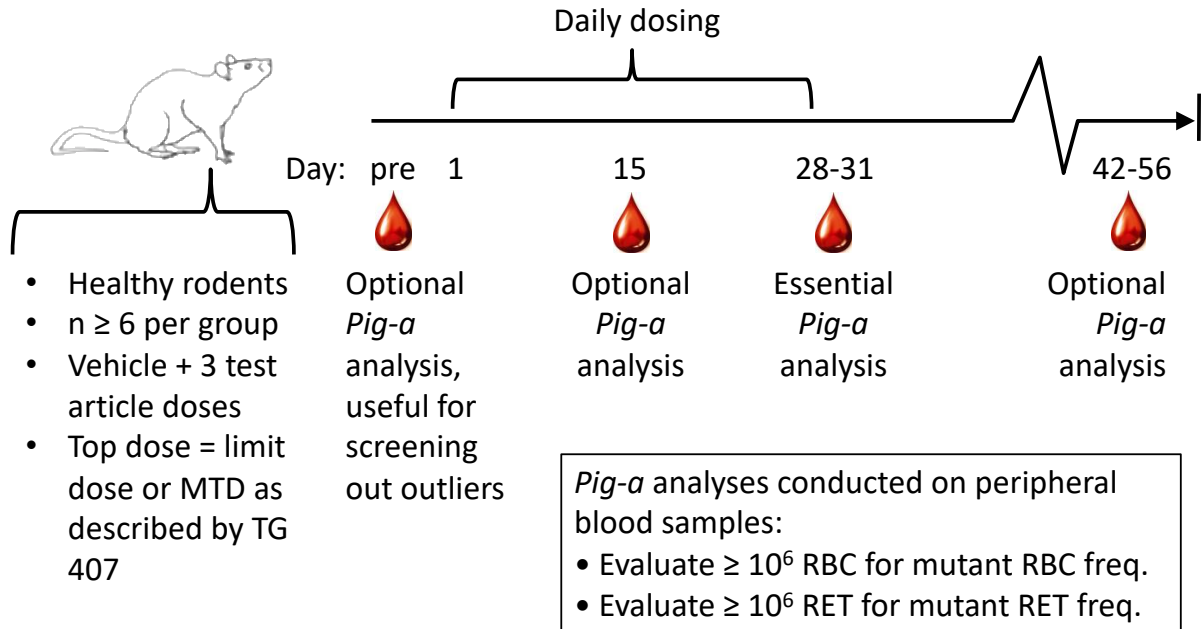 Daily dosing
Day: pre 1 15 28-31 42-56
• Healthy rodents
• n ≥ 6 per group
• Vehicle + 3 test
article doses
• Top dose = limit
dose or MTD as
described by TG
407
Optional
Pig-a
analysis,
useful for
screening
out outliers
Optional
Pig-a
analysis
Essential
Pig-a
analysis
Optional
Pig-a
analysis
Pig-a analyses conducted on peripheral
blood samples:
• Evaluate ≥ 10⁶ RBC for mutant RBC freq.
• Evaluate ≥ 10⁶ RET for mutant RET freq.